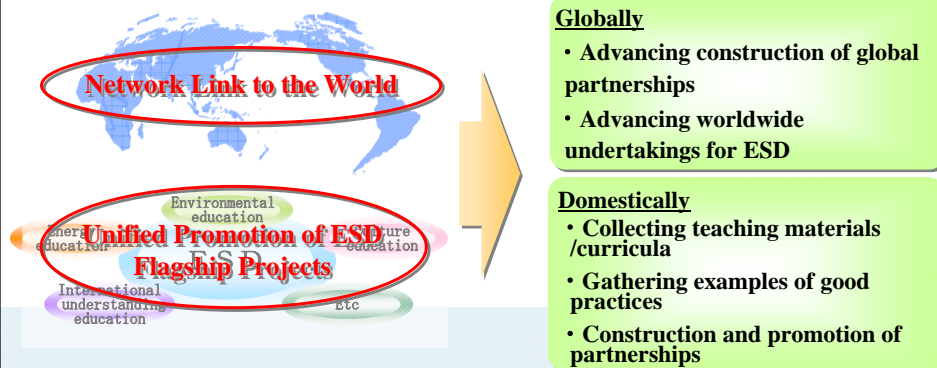 Network Link to the World
Environmental
education
Energy
education
education
Unified Promotion of ESD
Flagship Projects
ESD
International
understanding
education
Etc
Globally
・Advancing construction of global
partnerships
・Advancing worldwide
undertakings for ESD
Domestically
・Collecting teaching materials
/curricula
・Gathering examples of good
practices
・Construction and promotion of
partnerships